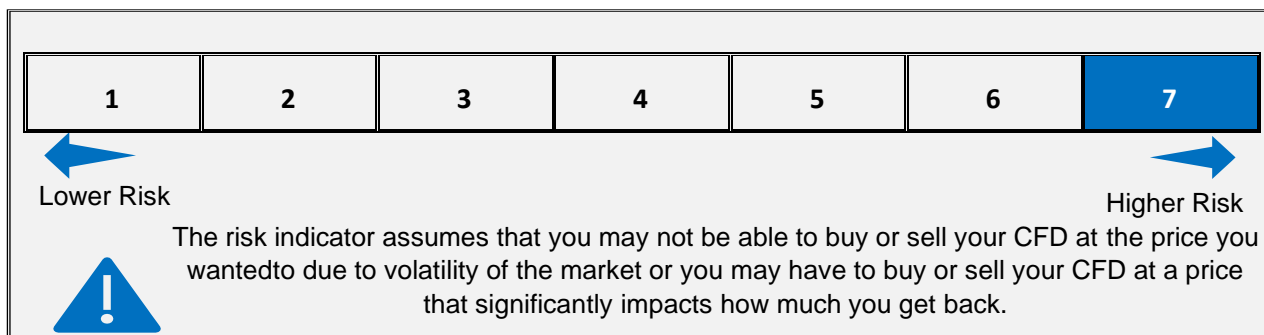 1 2 3 4 5 6 7
Lower Risk
Higher Risk
The risk indicator assumes that you may not be able to buy or sell your CFD at the price you
wantedto due to volatility of the market or you may have to buy or sell your CFD at a price
that significantly impacts how much you get back.
!